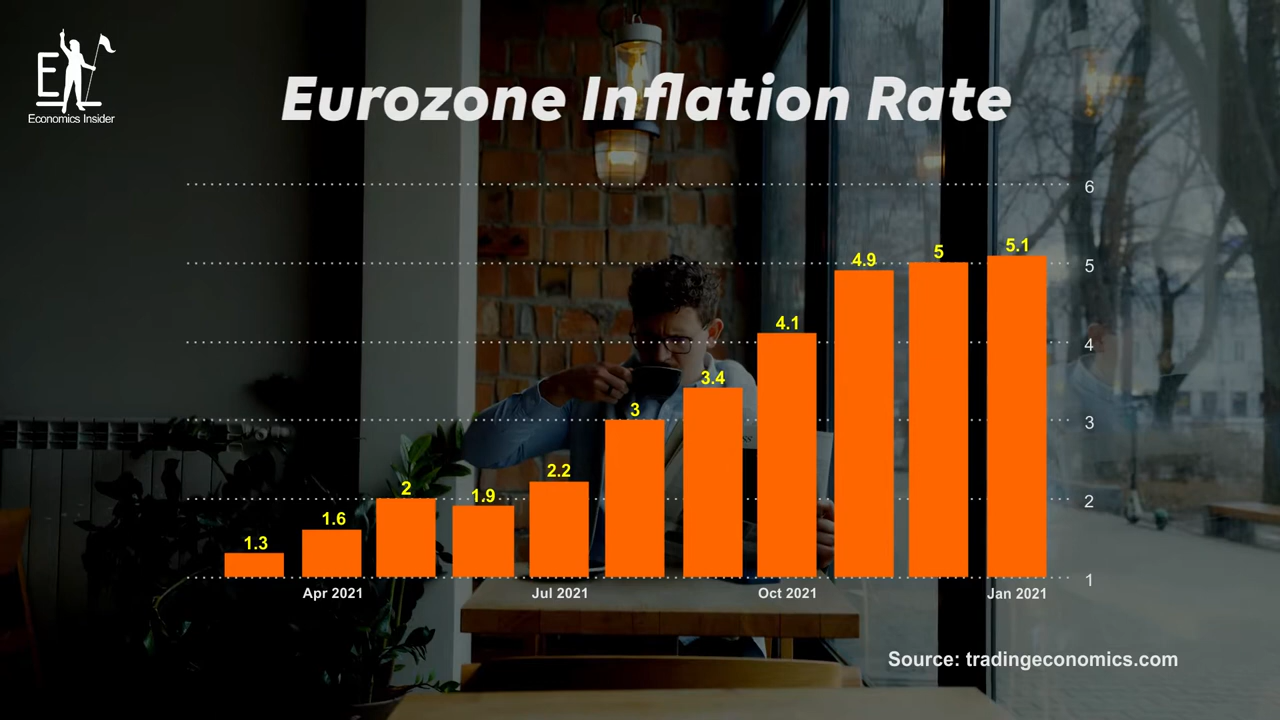 E
Economics Insider
Eurozone Inflation Rate
6
5.1
5
5
4.9
4.1
4
3.4
3
3
2.2
2
2
1.9
1.6
1.3
1
Apr 2021
Jul 2021
Oct 2021
Jan 2021
Source: tradingeconomics.com